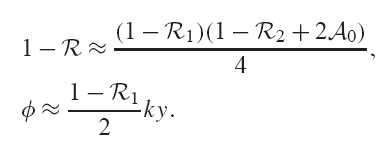 1 − ℛ ≈ (1 − ℛ₁)(1 − ℛ₂ + 2𝒜₀) / 4,
ϕ ≈ (1 − ℛ₁) / 2 ky.